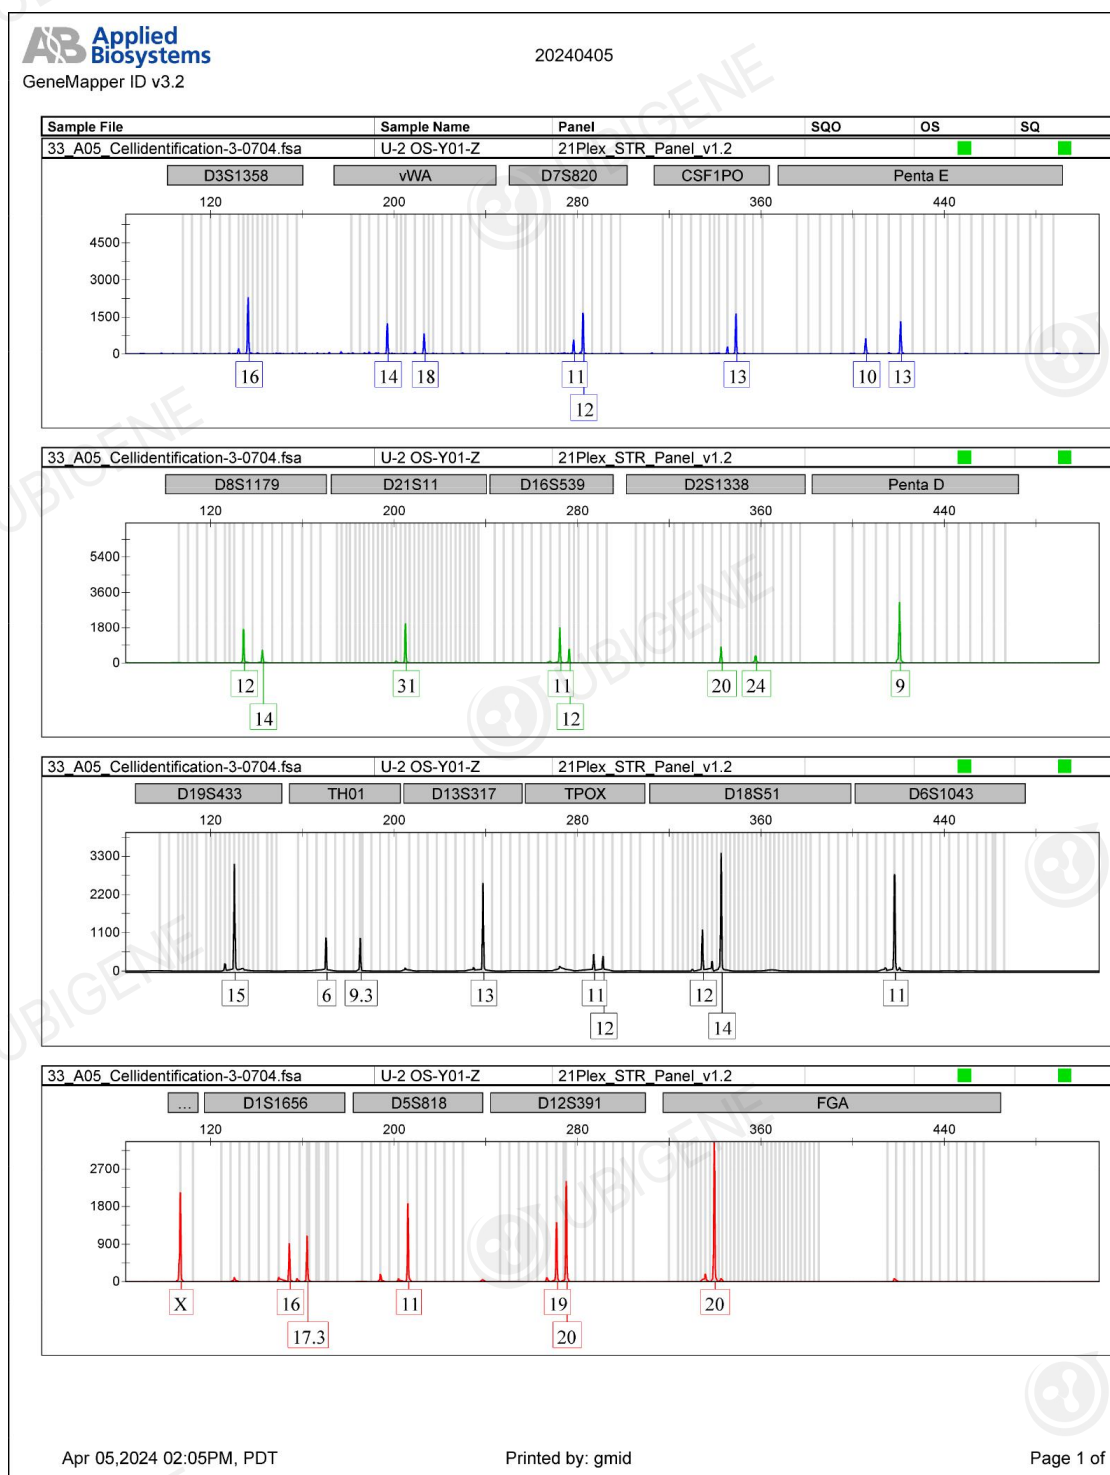 Applied
Biosystems
20240405
GeneMapper ID v3.2
Sample File Sample Name Panel SQO OS SQ
33_A05_Cellidentification-3-0704.fsa U-2 OS-Y01-Z 21Plex_STR_Panel_v1.2
D3S1358 vWA D7S820 CSF1PO Penta E
120 200 280 360 440
4500
3000
1500
0
16 14 18 11 13 10 13
12
33_A05_Cellidentification-3-0704.fsa U-2 OS-Y01-Z 21Plex_STR_Panel_v1.2
D8S1179 D21S11 D16S539 D2S1338 Penta D
120 200 280 360 440
5400
3600
1800
0
12 31 11 20 24 9
14 12
33_A05_Cellidentification-3-0704.fsa U-2 OS-Y01-Z 21Plex_STR_Panel_v1.2
D19S433 TH01 D13S317 TPOX D18S51 D6S1043
120 200 280 360 440
3300
2200
1100
0
15 6 9.3 13 11 12 11
12 14
33_A05_Cellidentification-3-0704.fsa U-2 OS-Y01-Z 21Plex_STR_Panel_v1.2
... D1S1656 D5S818 D12S391 FGA
120 200 280 360 440
2700
1800
900
0
X 16 11 19 20
17.3 20
Apr 05,2024 02:05PM, PDT Printed by: gmid Page 1 of
UBIGENE
UBIGENE
UBIGENE
UBIGENE
UBIGENE